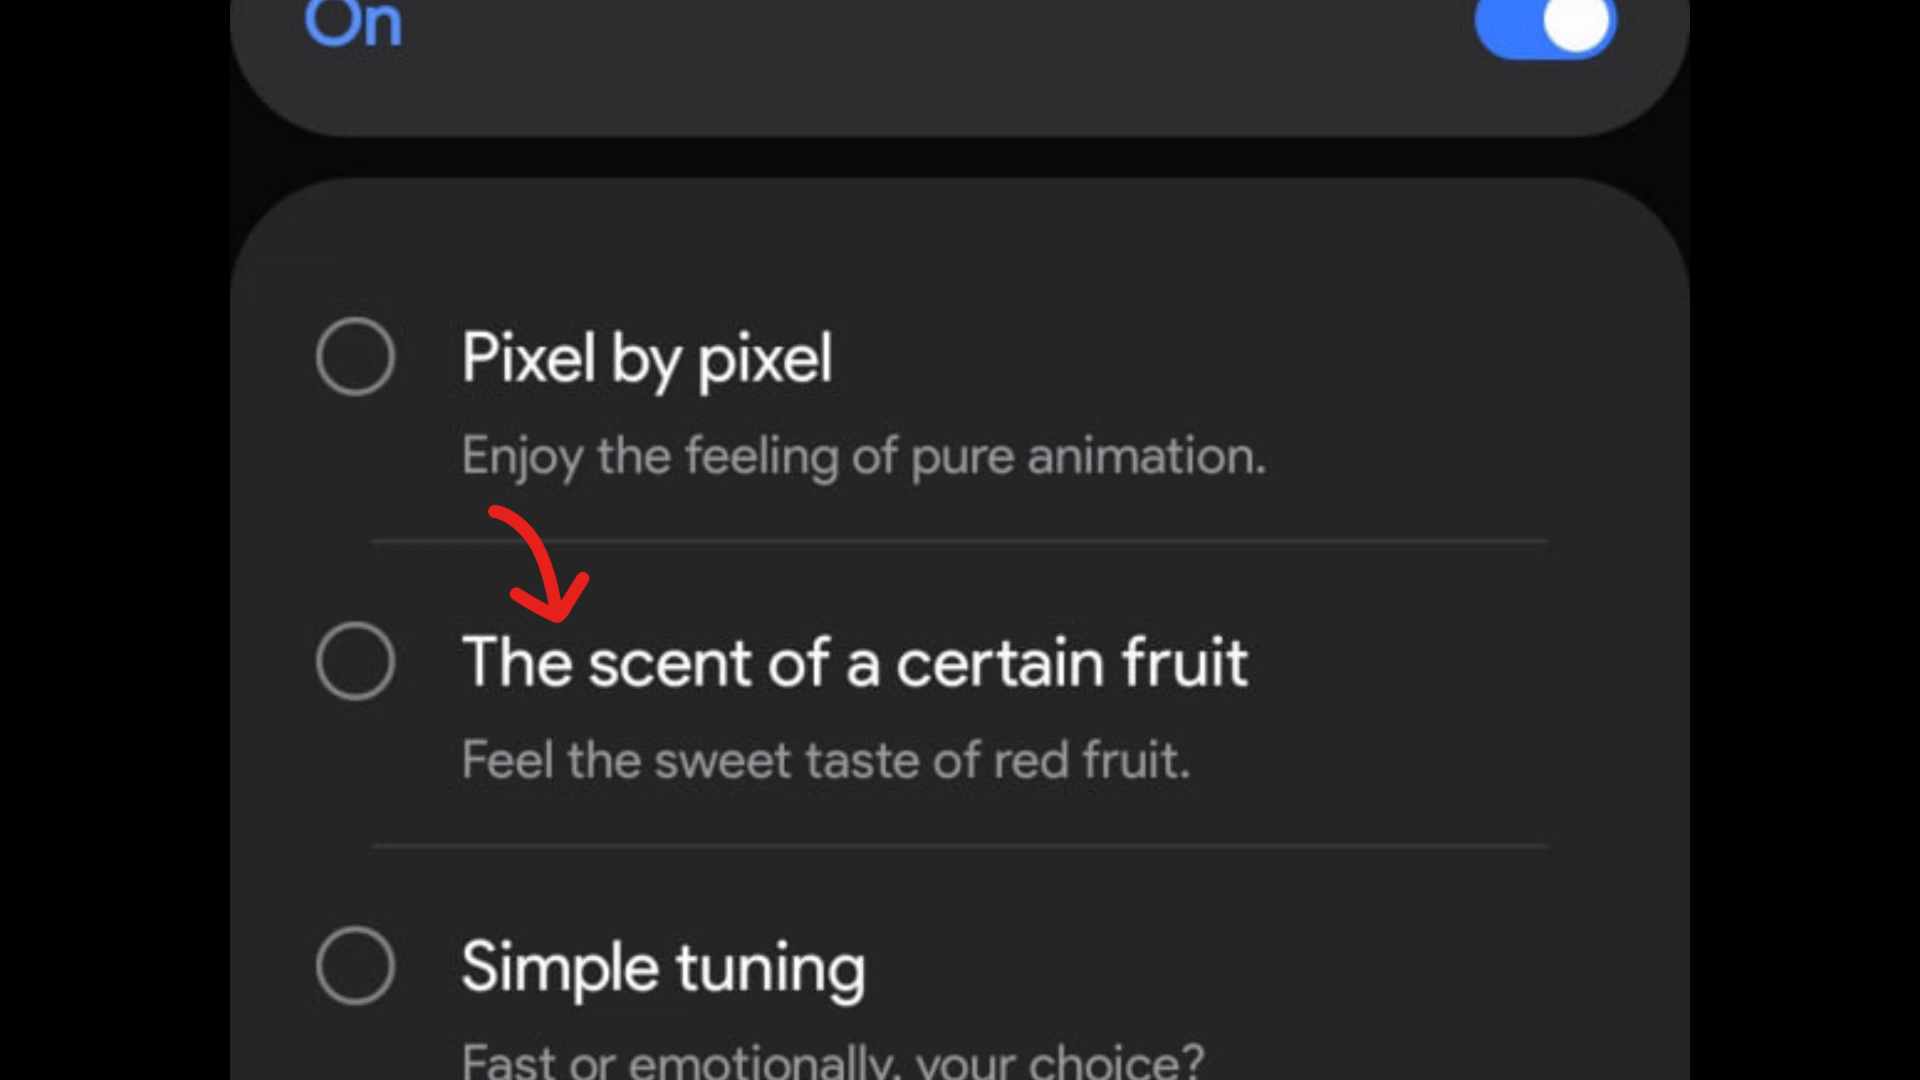 On
Pixel by pixel
Enjoy the feeling of pure animation.
The scent of a certain fruit
Feel the sweet taste of red fruit.
Simple tuning
Fast or emotionally, your choice?